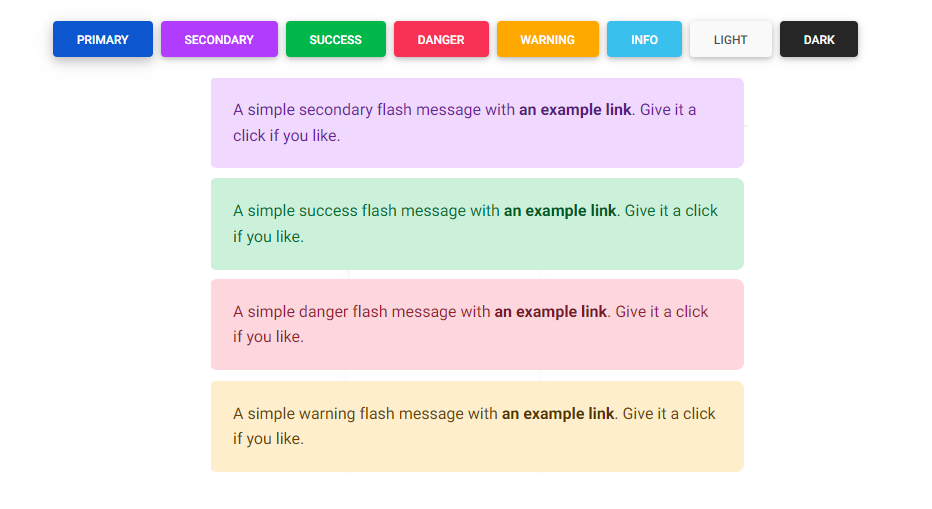 PRIMARY SECONDARY SUCCESS DANGER WARNING INFO LIGHT DARK
A simple secondary flash message with an example link. Give it a
click if you like.
A simple success flash message with an example link. Give it a click
if you like.
A simple danger flash message with an example link. Give it a click
if you like.
A simple warning flash message with an example link. Give it a click
if you like.